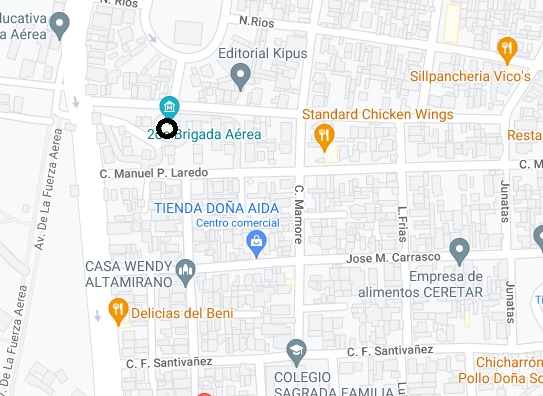 N.Rios
N.Rios
ucativa
a Aérea
Editorial Kipus
Sillpancheria Vico's
Standard Chicken Wings
Brigada Aérea
Resta
C. Manuel P. Laredo
C. M
Av. De La Fuerza Aerea
TIENDA DOÑA AIDA
Centro comercial
C. Mamore
L.Frias
Junatas
Jose M. Carrasco
CASA WENDY
ALTAMIRANO
Empresa de
alimentos CERETAR
Junatas
Delicias del Beni
Av. De La Fuerza Aerea
C. F. Santivañez
C. F. Santivañez
COLEGIO
SAGRADA FAMILIA
Chicharrón
Pollo Doña So